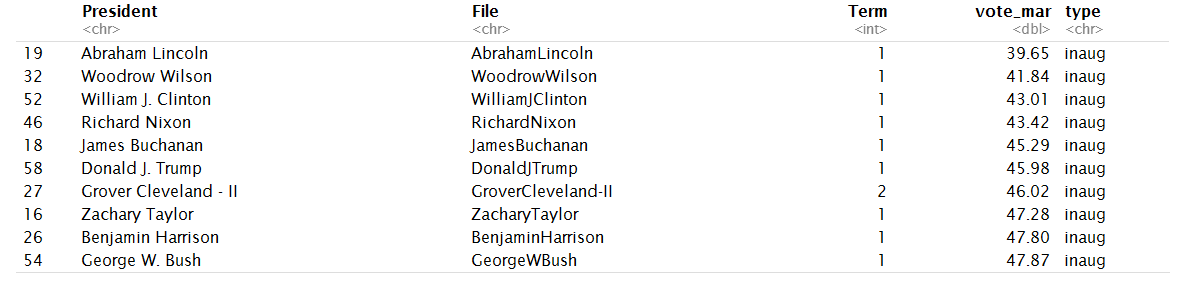 President File Term vote_mar type
<chr> <chr> <int> <dbl> <chr>
19 Abraham Lincoln AbrahamLincoln 1 39.65 inaug
32 Woodrow Wilson WoodrowWilson 1 41.84 inaug
52 William J. Clinton WilliamJClinton 1 43.01 inaug
46 Richard Nixon RichardNixon 1 43.42 inaug
18 James Buchanan JamesBuchanan 1 45.29 inaug
58 Donald J. Trump DonaldJTrump 1 45.98 inaug
27 Grover Cleveland - II GroverCleveland-II 2 46.02 inaug
16 Zachary Taylor ZacharyTaylor 1 47.28 inaug
26 Benjamin Harrison BenjaminHarrison 1 47.80 inaug
54 George W. Bush GeorgeWBush 1 47.87 inaug